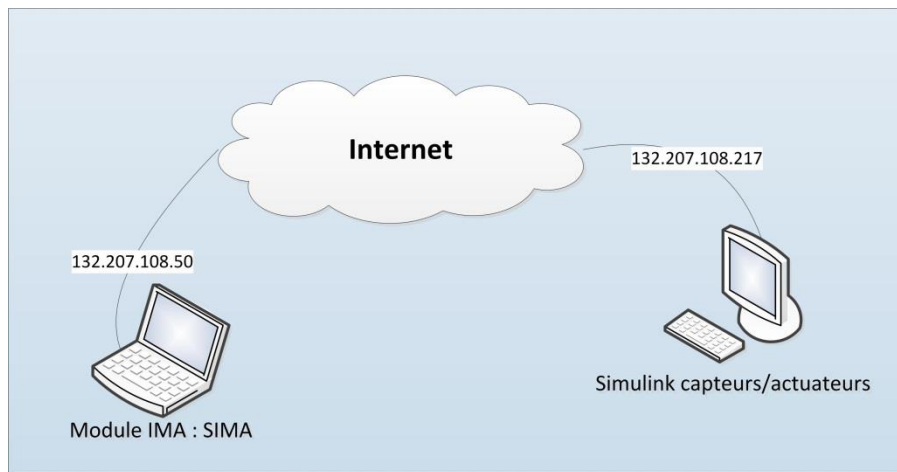 Internet
132.207.108.217
132.207.108.50
Simulink capteurs/actuateurs
Module IMA : SIMA